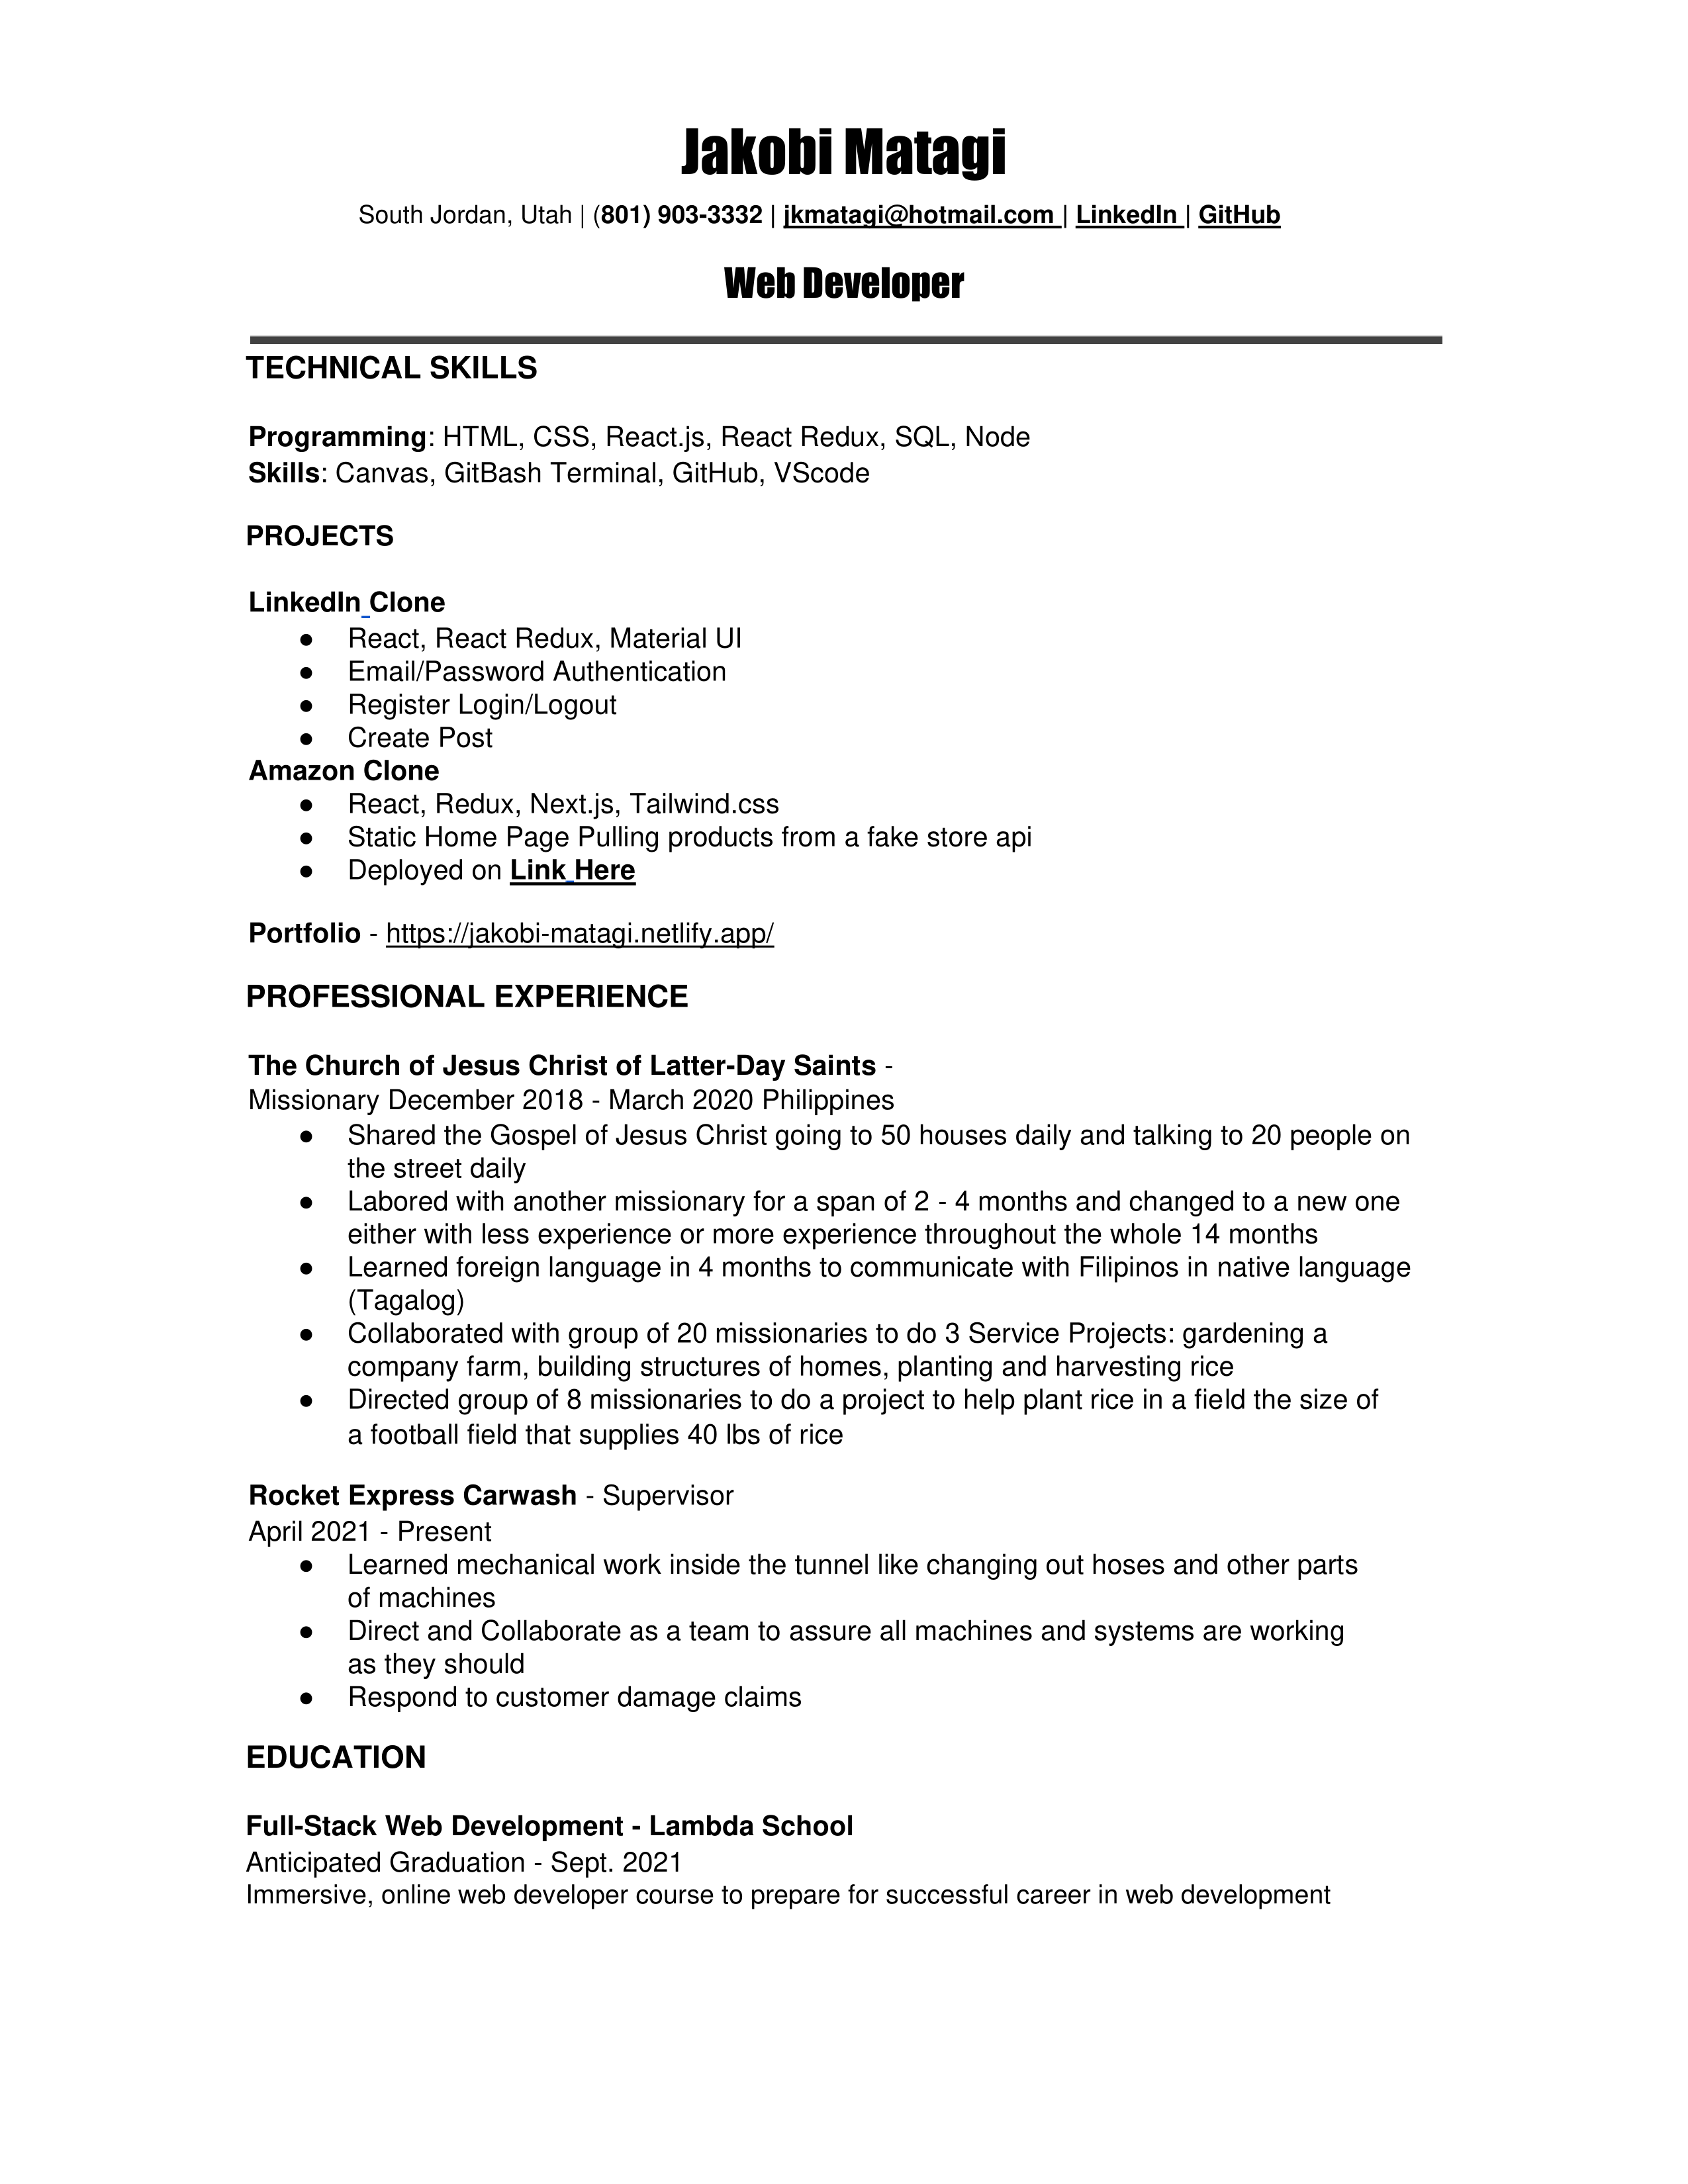 Jakobi Matagi
South Jordan, Utah | (801) 903-3332 | jkmatagi@hotmail.com | LinkedIn | GitHub
Web Developer
TECHNICAL SKILLS
Programming: HTML, CSS, React.js, React Redux, SQL, Node
Skills: Canvas, GitBash Terminal, GitHub, VScode
PROJECTS
LinkedIn Clone
● React, React Redux, Material UI
● Email/Password Authentication
● Register Login/Logout
● Create Post
Amazon Clone
● React, Redux, Next.js, Tailwind.css
● Static Home Page Pulling products from a fake store api
● Deployed on Link Here
Portfolio - https://jakobi-matagi.netlify.app/
PROFESSIONAL EXPERIENCE
The Church of Jesus Christ of Latter-Day Saints -
Missionary December 2018 - March 2020 Philippines
● Shared the Gospel of Jesus Christ going to 50 houses daily and talking to 20 people on
the street daily
● Labored with another missionary for a span of 2 - 4 months and changed to a new one
either with less experience or more experience throughout the whole 14 months
● Learned foreign language in 4 months to communicate with Filipinos in native language
(Tagalog)
● Collaborated with group of 20 missionaries to do 3 Service Projects: gardening a
company farm, building structures of homes, planting and harvesting rice
● Directed group of 8 missionaries to do a project to help plant rice in a field the size of
a football field that supplies 40 lbs of rice
Rocket Express Carwash - Supervisor
April 2021 - Present
● Learned mechanical work inside the tunnel like changing out hoses and other parts
of machines
● Direct and Collaborate as a team to assure all machines and systems are working
as they should
● Respond to customer damage claims
EDUCATION
Full-Stack Web Development - Lambda School
Anticipated Graduation - Sept. 2021
Immersive, online web developer course to prepare for successful career in web development